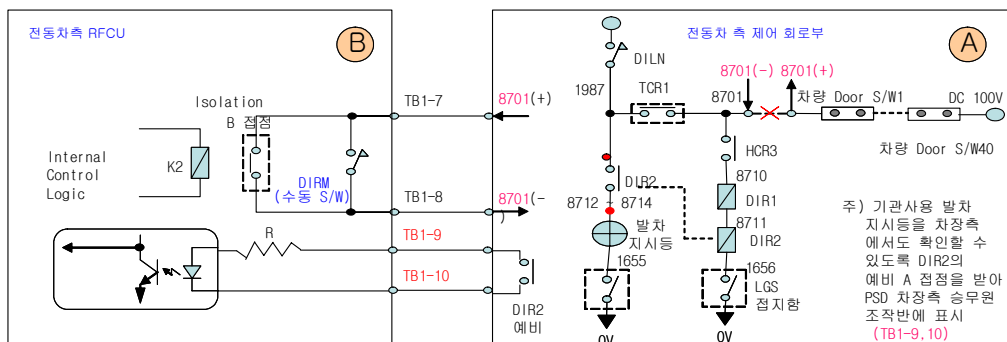 전동차측 RFCU
B
Isolation
B 접점
Internal
Control
Logic
K2
DIRM
(수동 S/W)
R
TB1-7
TB1-8
TB1-9
TB1-10
8701(+)
8701(-
)
DIR2
예비
전동차 측 제어 회로부
A
DILN
1987
TCR1
8701(-)
8701(+)
8701
차량 Door S/W1
DC 100V
차량 Door S/W40
HCR3
8710
DIR1
8711
DIR2
DIR2
8712 - 8714
발차
지시등
1655
1656
LGS
접지함
0V
0V
주) 기관사용 발차
지시등을 차장측
에서도 확인할 수
있도록 DIR2의
예비 A 접점을 받아
PSD 차장측 승무원
조작반에 표시
(TB1-9,10)